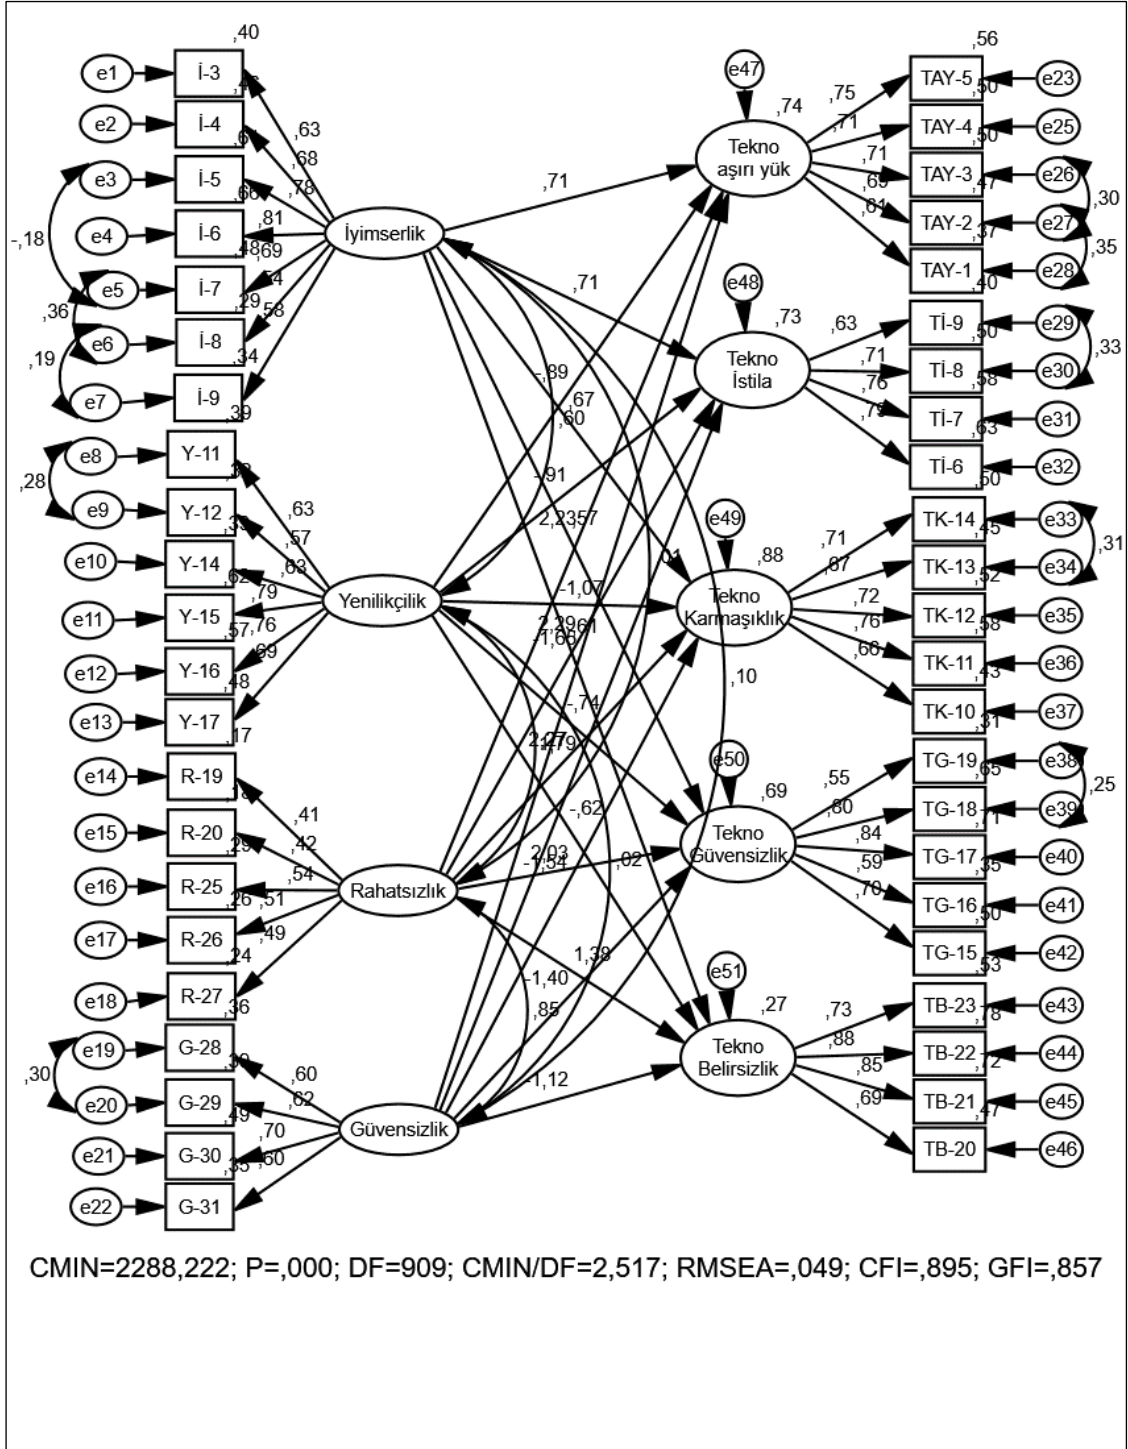 ,40
e1 İ-3
e2 İ-4
e3 İ-5
e4 İ-6
e5 İ-7
e6 İ-8
e7 İ-9
-,18
,36
,19
,63
,68
,78
,81
,69
,58
,66
,48
,29
,34
,39
İyimserlik
e8 Y-11
e9 Y-12
e10 Y-14
e11 Y-15
e12 Y-16
e13 Y-17
,28
,63
,57
,63
,79
,76
,69
,62
,57
,48
,17
Yenilikçilik
e14 R-19
e15 R-20
e16 R-25
e17 R-26
e18 R-27
,41
,42
,54
,51
,49
,29
,26
,24
,36
Rahatsızlık
e19 G-28
e20 G-29
e21 G-30
e22 G-31
,30
,60
,62
,70
,60
,49
,35
Güvensizlik
,71
,71
-,89
,67
,60
-,91
-1,07
,10
-,74
-,62
2,03
-1,54
,02
1,38
-1,40
,85
-1,12
e47
,74
Tekno
aşırı yük
,56
,75
,71
,71
,69
,61
TAY-5 ,50 e23
TAY-4 ,50 e25
TAY-3 ,47 e26
TAY-2 ,37 e27
TAY-1 ,40 e28
,30
,35
e48
,73
Tekno
İstila
,63
,71
,76
,79
Tİ-9 ,50 e29
Tİ-8 ,58 e30
Tİ-7 ,63 e31
Tİ-6 ,50 e32
,33
e49
,88
Tekno
Karmaşıklık
,71
,67
,72
,76
,66
TK-14 ,45 e33
TK-13 ,52 e34
TK-12 ,58 e35
TK-11 ,43 e36
TK-10 ,31 e37
,31
e50
,69
Tekno
Güvensizlik
,55
,80
,84
,59
,70
TG-19 ,65 e38
TG-18 ,71 e39
TG-17 ,35 e40
TG-16 ,50 e41
TG-15 ,53 e42
,25
e51
,27
Tekno
Belirsizlik
,73
,88
,85
,69
TB-23 ,78 e43
TB-22 ,72 e44
TB-21 ,47 e45
TB-20 e46
CMIN=2288,222; P=,000; DF=909; CMIN/DF=2,517; RMSEA=,049; CFI=,895; GFI=,857